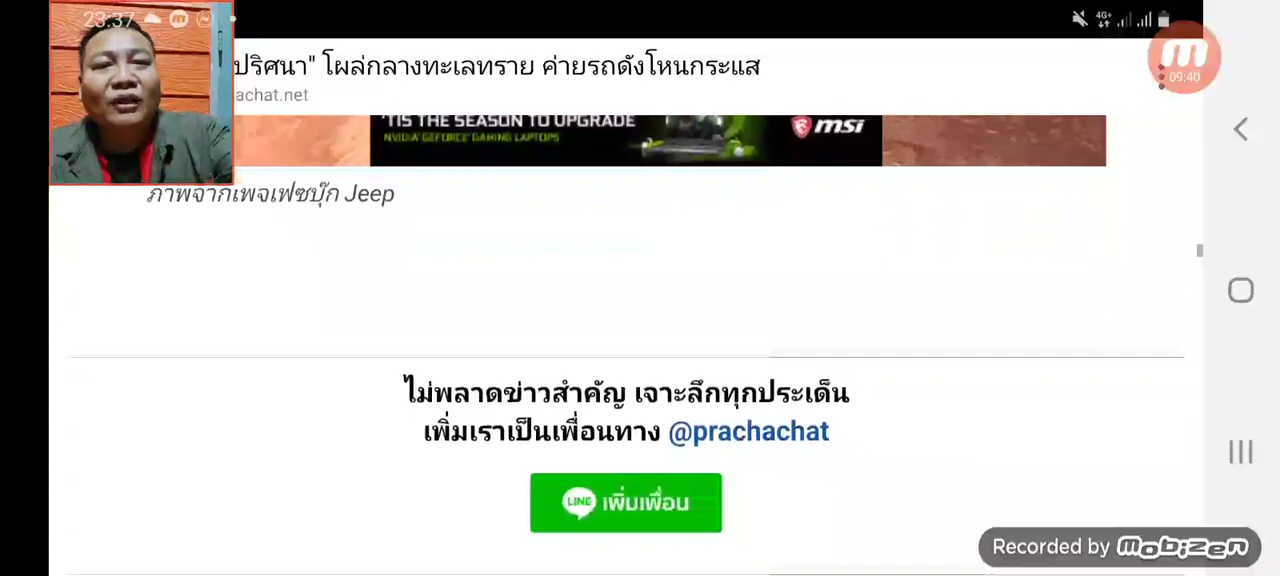 23:37
4G+
ปริศนา" โผล่กลางทะเลทราย ค่ายรถดังโหนกระแส
achat.net
09:40
'TIS THE SEASON TO UPGRADE
NVIDIA GEFORCE GAMING LAPTOPS
msi
ภาพจากเพจเฟซบุ๊ก Jeep
ไม่พลาดข่าวสำคัญ เจาะลึกทุกประเด็น
เพิ่มเราเป็นเพื่อนทาง @prachachat
LINE เพิ่มเพื่อน
Recorded by Mobizen